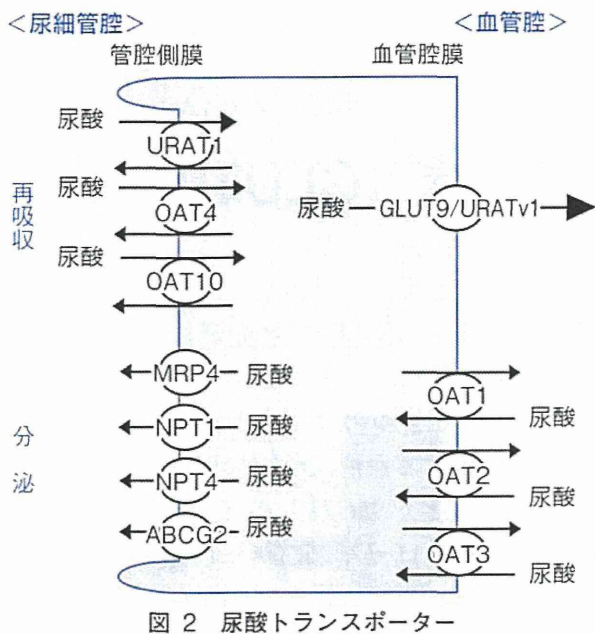 <尿細管腔>
<血管腔>
管腔側膜
血管腔膜
再吸収
尿酸
URAT1
尿酸
OAT4
尿酸
OAT10
尿酸 GLUT9/URATv1
分泌
MRP4 尿酸
NPT1 尿酸
NPT4 尿酸
ABCG2 尿酸
OAT1
尿酸
OAT2
尿酸
OAT3
尿酸
図 2 尿酸トランスポーター